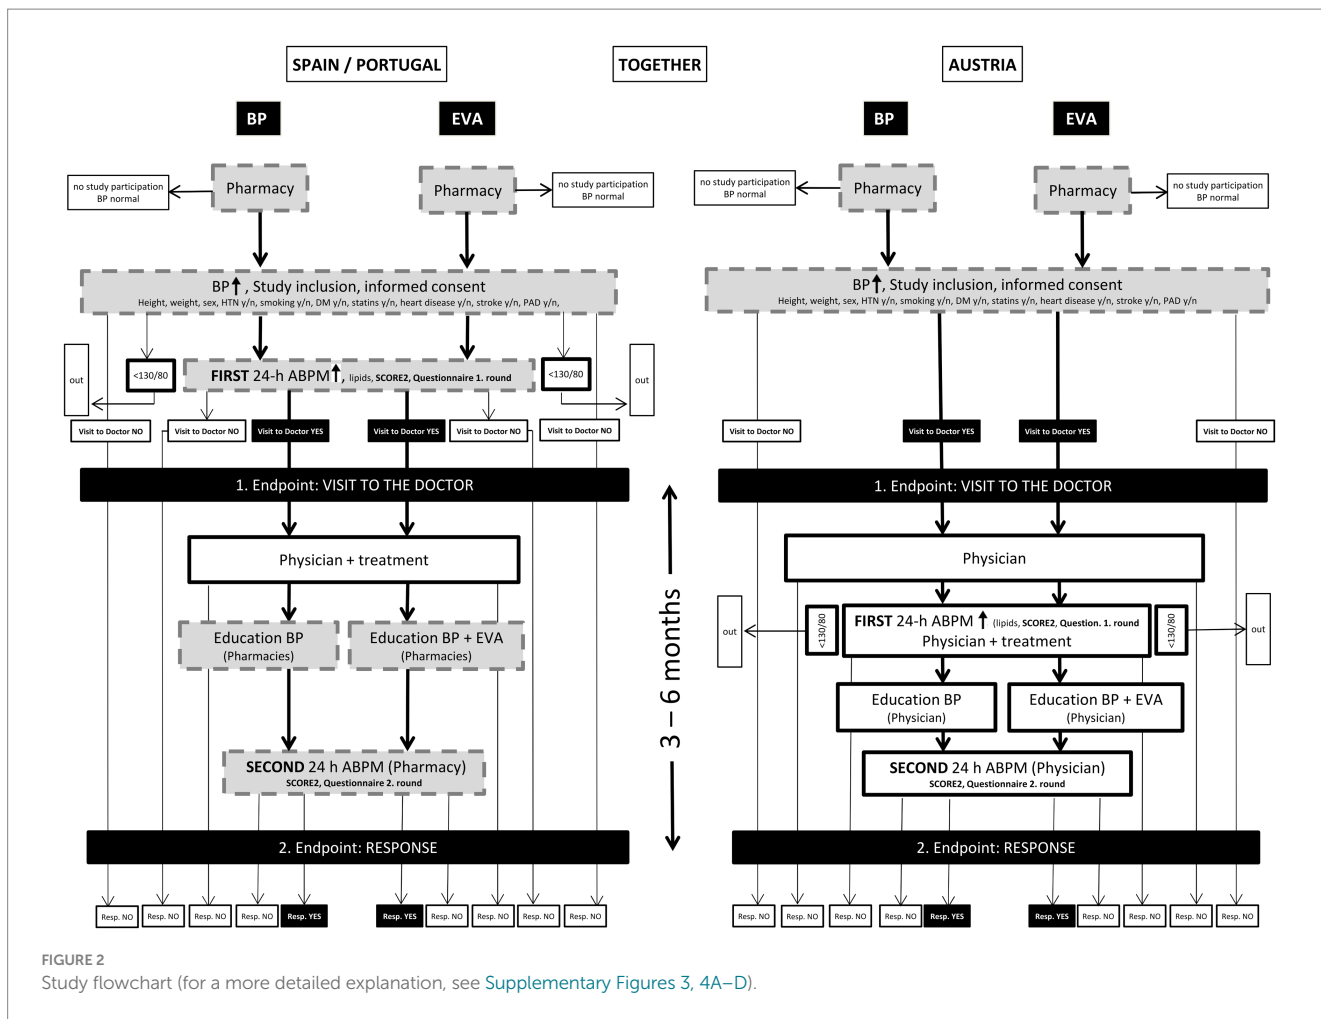 SPAIN / PORTUGAL
TOGETHER
AUSTRIA
BP
EVA
BP
EVA
no study participation
BP normal
Pharmacy
Pharmacy
no study participation
BP normal
no study participation
BP normal
Pharmacy
Pharmacy
no study participation
BP normal
BP↑, Study inclusion, informed consent
Height, weight, sex, HTN y/n, smoking y/n, DM y/n, statins y/n, heart disease y/n, stroke y/n, PAD y/n,
BP↑, Study inclusion, informed consent
Height, weight, sex, HTN y/n, smoking y/n, DM y/n, statins y/n, heart disease y/n, stroke y/n, PAD y/n
out
<130/80
FIRST 24-h ABPM↑, lipids, SCORE2, Questionnaire 1. round
<130/80
out
Visit to Doctor NO
Visit to Doctor NO
Visit to Doctor YES
Visit to Doctor YES
Visit to Doctor NO
Visit to Doctor NO
Visit to Doctor NO
Visit to Doctor YES
Visit to Doctor YES
Visit to Doctor NO
1. Endpoint: VISIT TO THE DOCTOR
1. Endpoint: VISIT TO THE DOCTOR
Physician + treatment
Physician
3 – 6 months
Education BP
(Pharmacies)
Education BP + EVA
(Pharmacies)
out
<130/80
FIRST 24-h ABPM ↑ (lipids, SCORE2, Question. 1. round
Physician + treatment
<130/80
out
Education BP
(Physician)
Education BP + EVA
(Physician)
SECOND 24 h ABPM (Pharmacy)
SCORE2, Questionnaire 2. round
SECOND 24 h ABPM (Physician)
SCORE2, Questionnaire 2. round
2. Endpoint: RESPONSE
2. Endpoint: RESPONSE
Resp. NO
Resp. NO
Resp. NO
Resp. NO
Resp. YES
Resp. YES
Resp. NO
Resp. NO
Resp. NO
Resp. NO
Resp. NO
Resp. NO
Resp. NO
Resp. NO
Resp. YES
Resp. YES
Resp. NO
Resp. NO
Resp. NO
Resp. NO
FIGURE 2
Study flowchart (for a more detailed explanation, see Supplementary Figures 3, 4A–D).